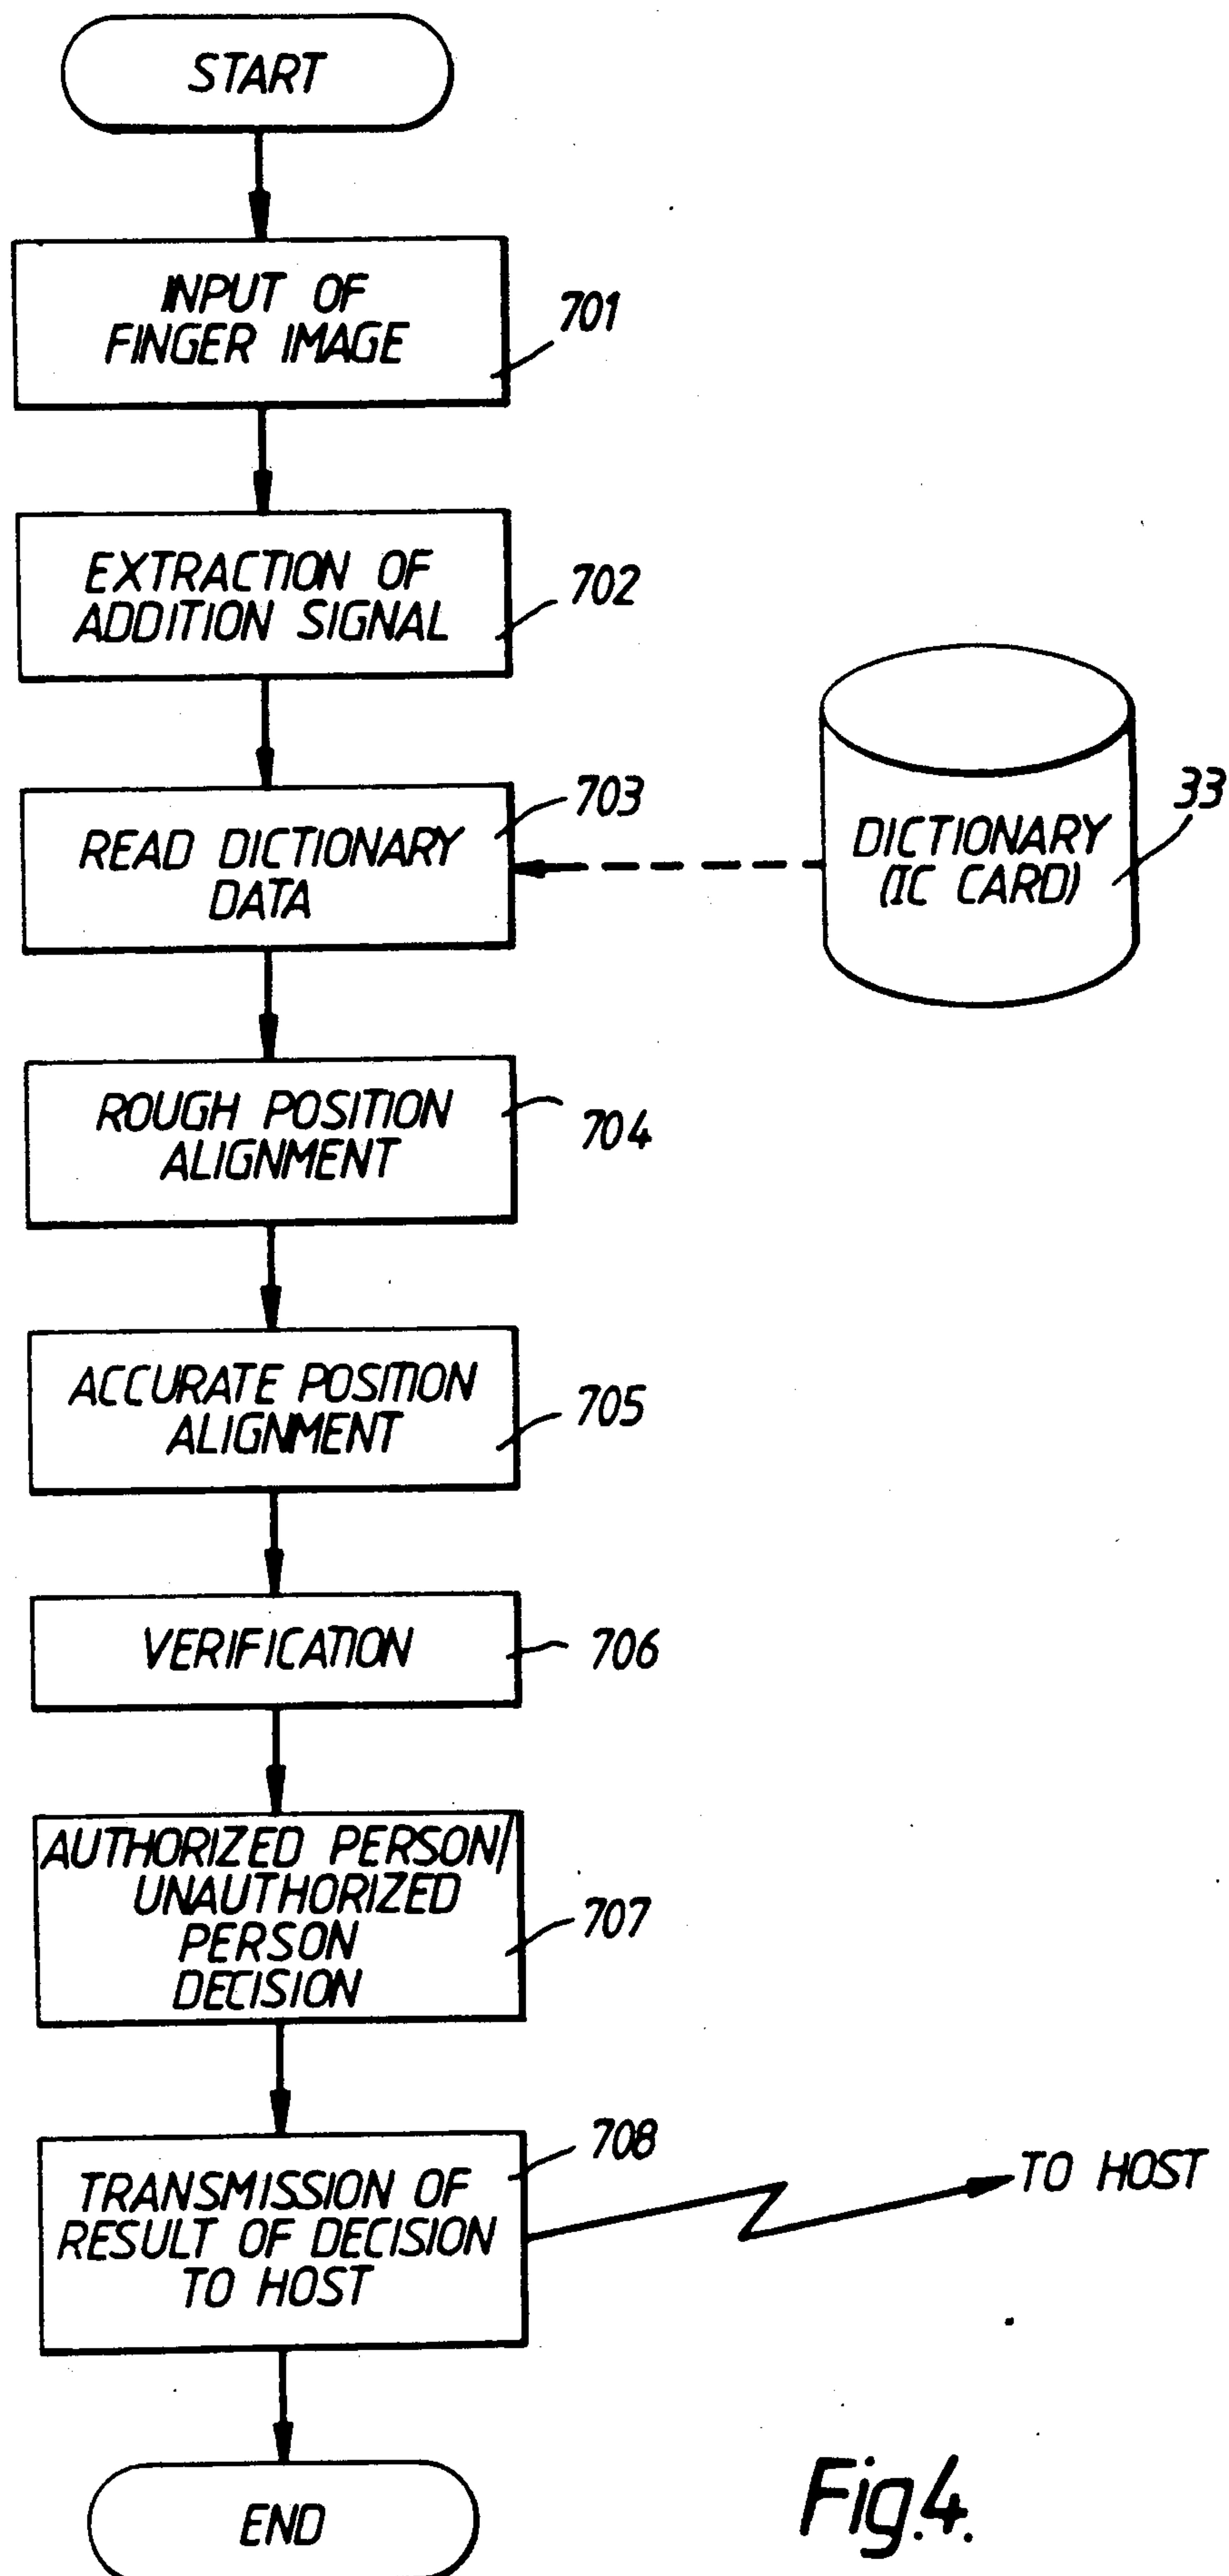 START
INPUT OF
FINGER IMAGE
701
EXTRACTION OF
ADDITION SIGNAL
702
READ DICTIONARY
DATA
703
DICTIONARY
(IC CARD)
33
ROUGH POSITION
ALIGNMENT
704
ACCURATE POSITION
ALIGNMENT
705
VERIFICATION
706
AUTHORIZED PERSON/
UNAUTHORIZED
PERSON
DECISION
707
TRANSMISSION OF
RESULT OF DECISION
TO HOST
708
TO HOST
END
Fig.4.